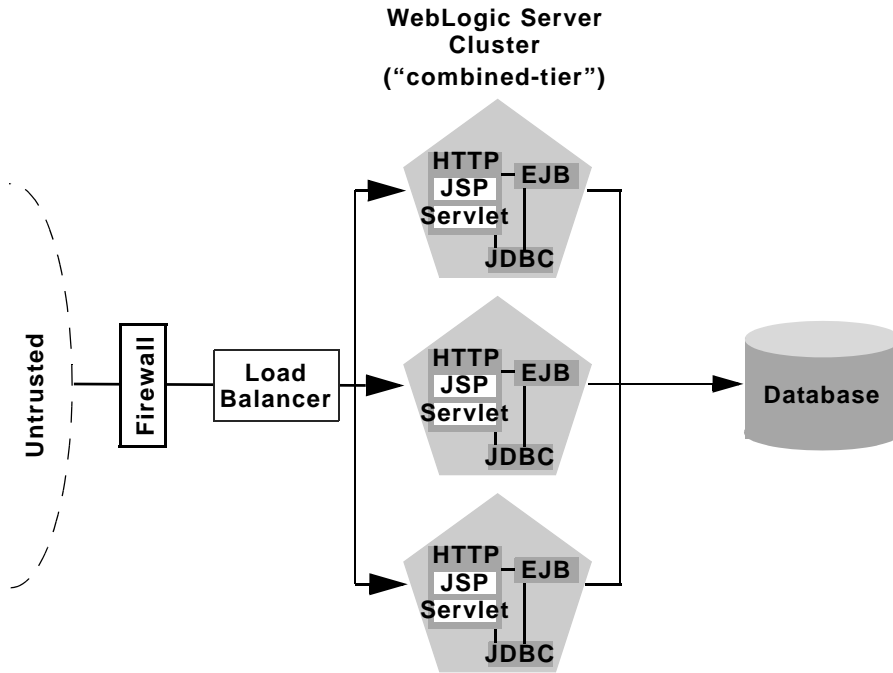 WebLogic Server
Cluster
(“combined-tier”)
HTTP
JSP
Servlet
EJB
JDBC
Untrusted
Firewall
Load
Balancer
HTTP
JSP
Servlet
EJB
JDBC
Database
HTTP
JSP
Servlet
EJB
JDBC